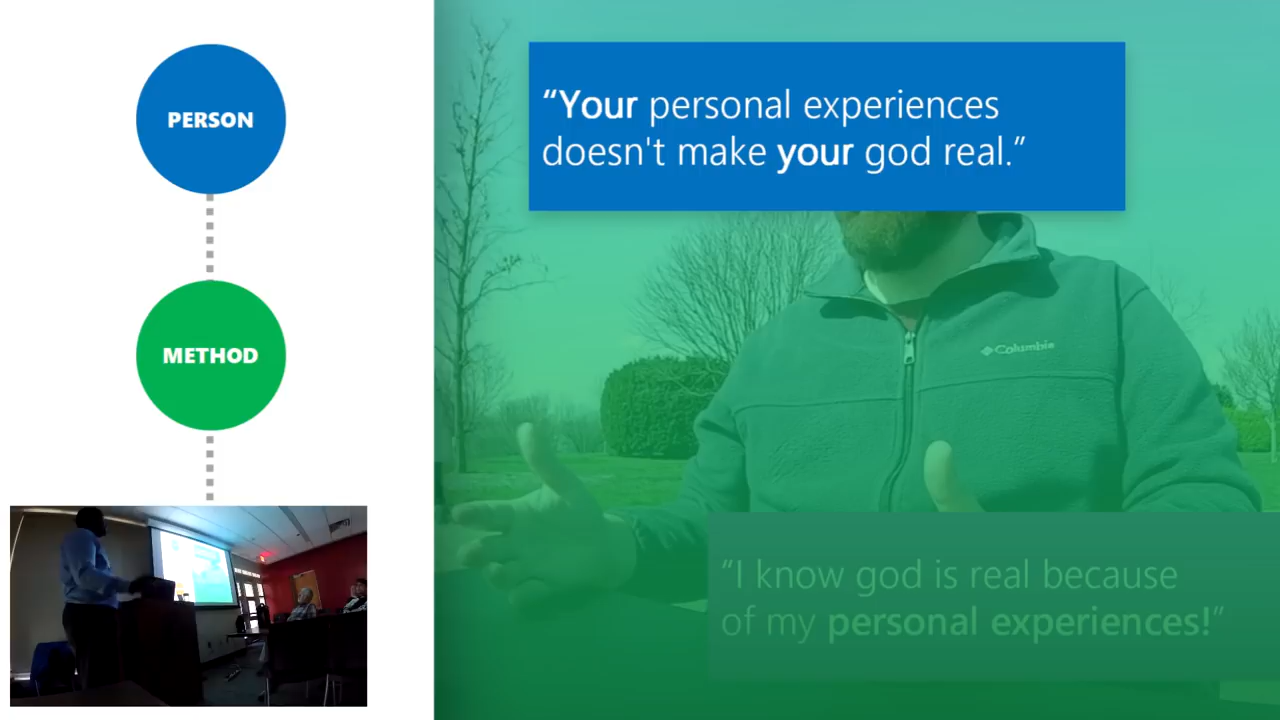 PERSON
METHOD
“Your personal experiences
doesn't make your god real.”
Columbia
“I know god is real because
of my personal experiences!”